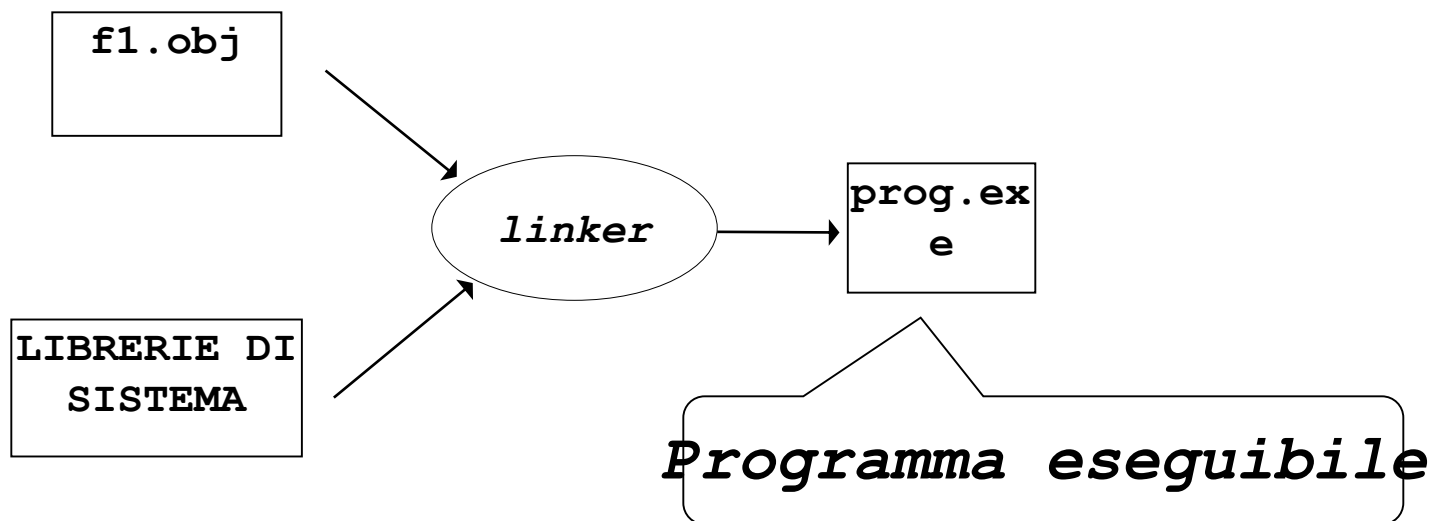 f1.obj
linker
prog.ex
e
LIBRERIE DI
SISTEMA
Programma eseguibile